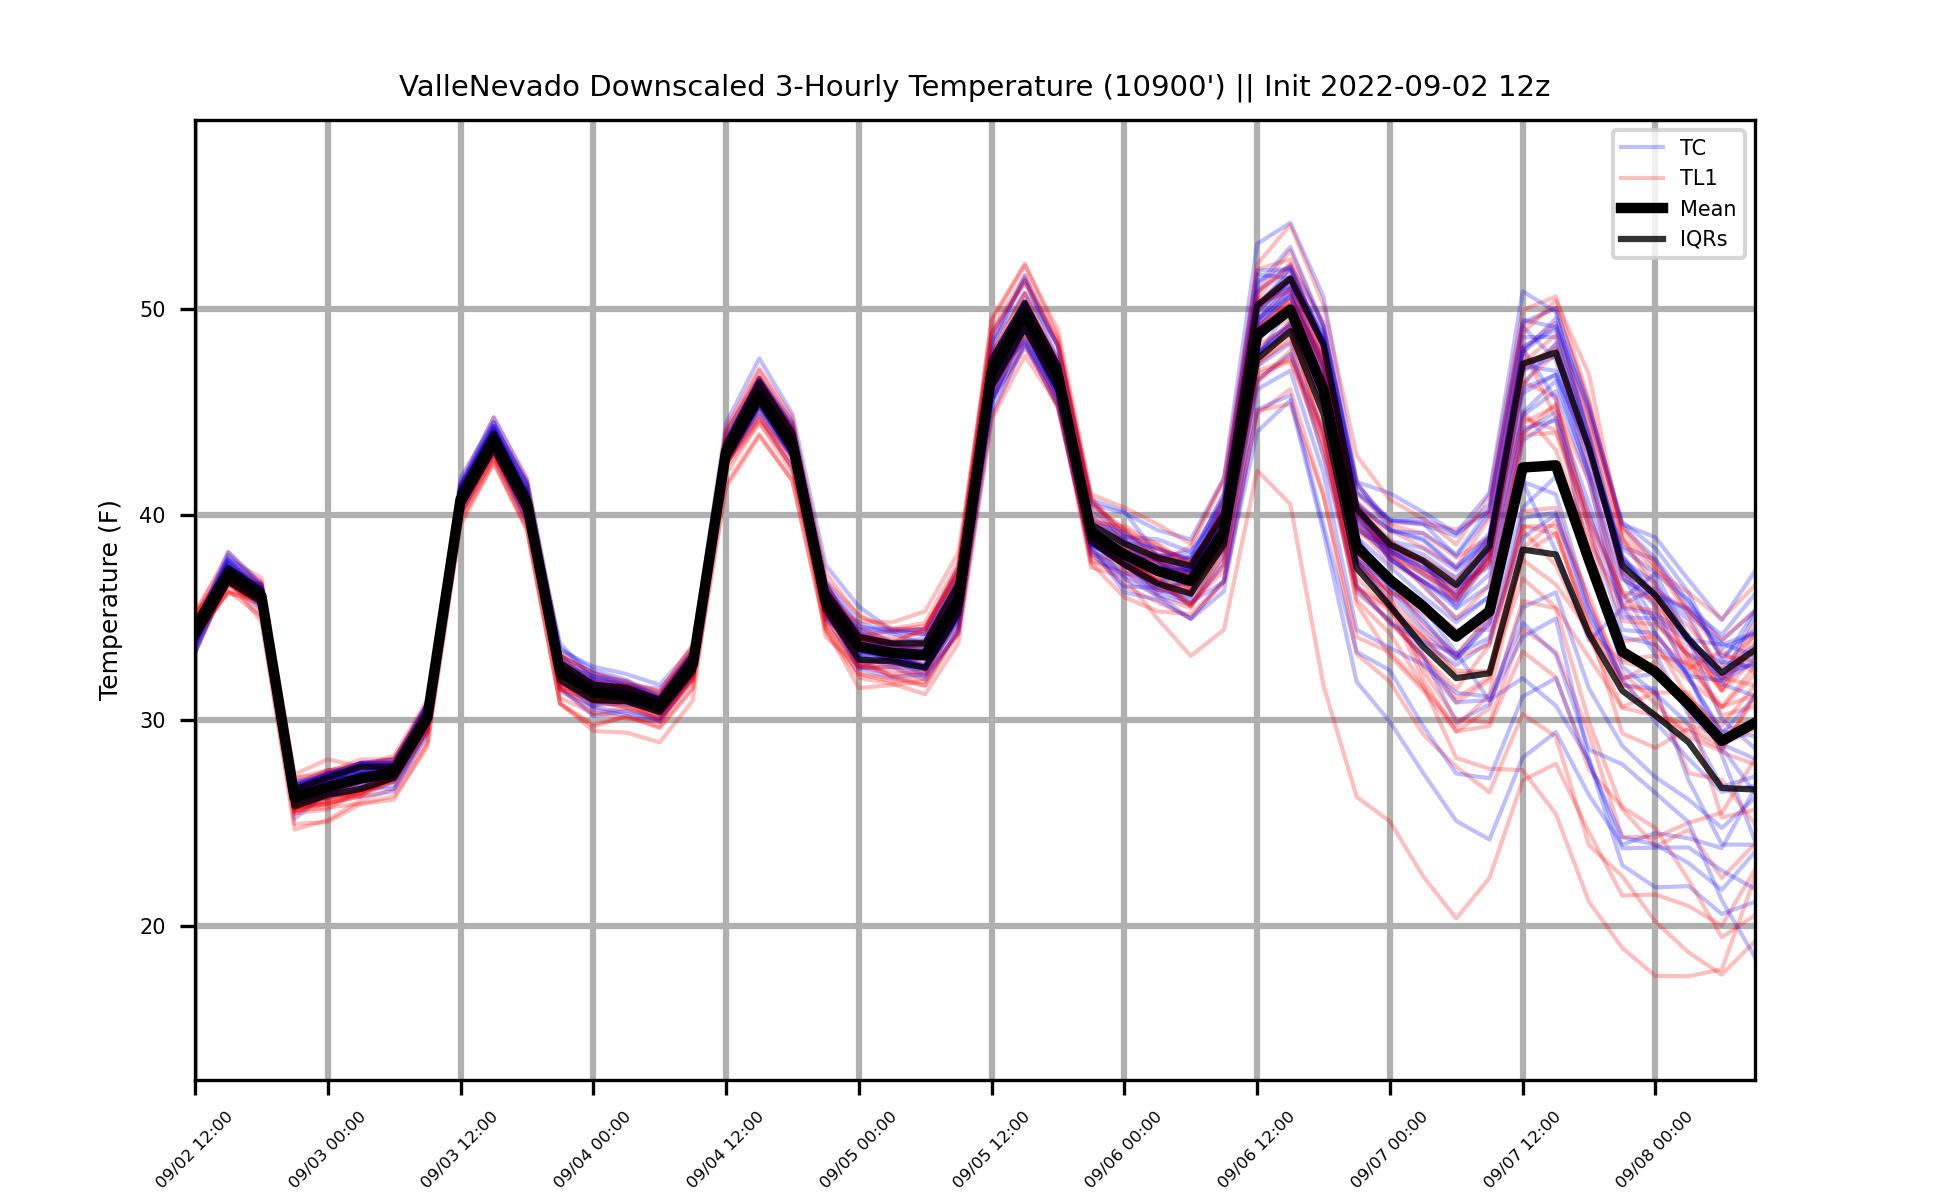 ValleNevado Downscaled 3-Hourly Temperature (10900') || Init 2022-09-02 12z
TC
TL1
Mean
IQRs
Temperature (F)
50
40
30
20
09/02 12:00
09/03 00:00
09/03 12:00
09/04 00:00
09/04 12:00
09/05 00:00
09/05 12:00
09/06 00:00
09/06 12:00
09/07 00:00
09/07 12:00
09/08 00:00